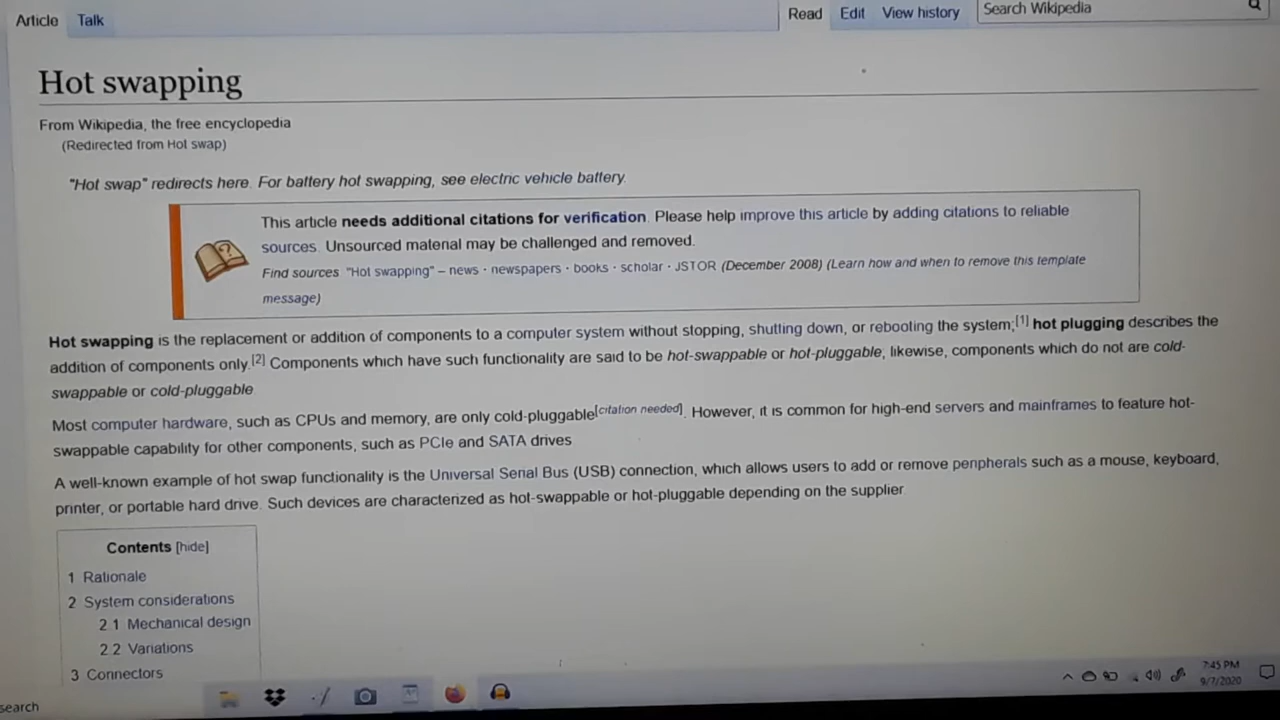 Article Talk Read Edit View history Search Wikipedia
Hot swapping
From Wikipedia, the free encyclopedia
(Redirected from Hot swap)
"Hot swap" redirects here. For battery hot swapping, see electric vehicle battery.
This article needs additional citations for verification. Please help improve this article by adding citations to reliable
sources. Unsourced material may be challenged and removed.
Find sources "Hot swapping" – news · newspapers · books · scholar · JSTOR (December 2008) (Learn how and when to remove this template
message)
Hot swapping is the replacement or addition of components to a computer system without stopping, shutting down, or rebooting the system;[1] hot plugging describes the
addition of components only.[2] Components which have such functionality are said to be hot-swappable or hot-pluggable, likewise, components which do not are cold-
swappable or cold-pluggable
Most computer hardware, such as CPUs and memory, are only cold-pluggable[citation needed]. However, it is common for high-end servers and mainframes to feature hot-
swappable capability for other components, such as PCIe and SATA drives
A well-known example of hot swap functionality is the Universal Serial Bus (USB) connection, which allows users to add or remove peripherals such as a mouse, keyboard,
printer, or portable hard drive. Such devices are characterized as hot-swappable or hot-pluggable depending on the supplier
Contents [hide]
1 Rationale
2 System considerations
2 1 Mechanical design
2 2 Variations
3 Connectors
search
7:45 PM
9/7/2020